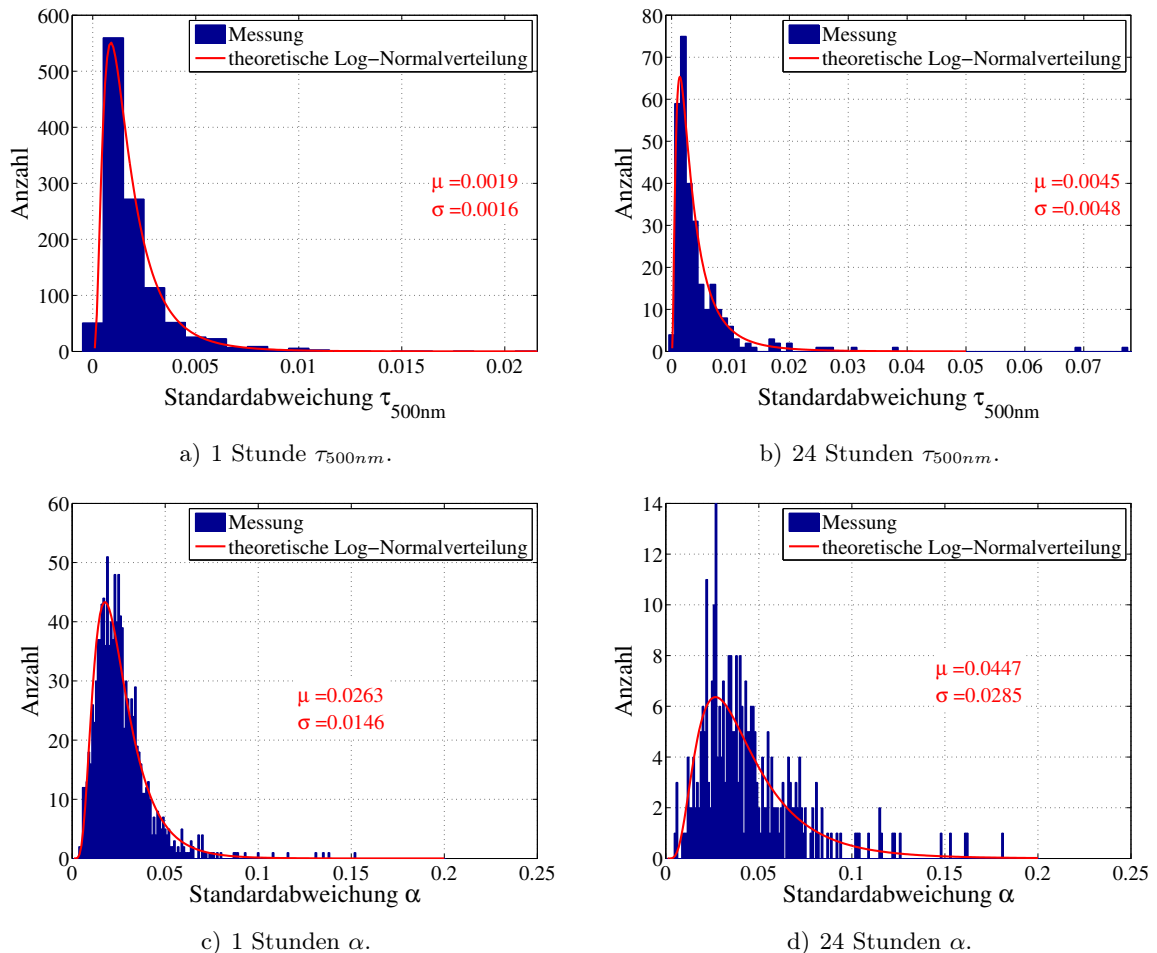 600
500
400
300
200
100
0
Anzahl
Messung
theoretische Log−Normalverteilung
μ =0.0019
σ =0.0016
0 0.005 0.01 0.015 0.02
Standardabweichung τ500nm
a) 1 Stunde τ500nm.
80
70
60
50
40
30
20
10
0
Anzahl
Messung
theoretische Log−Normalverteilung
μ =0.0045
σ =0.0048
0 0.01 0.02 0.03 0.04 0.05 0.06 0.07
Standardabweichung τ500nm
b) 24 Stunden τ500nm.
60
50
40
30
20
10
0
Anzahl
Messung
theoretische Log−Normalverteilung
μ =0.0263
σ =0.0146
0 0.05 0.1 0.15 0.2 0.25
Standardabweichung α
c) 1 Stunden α.
14
12
10
8
6
4
2
0
Anzahl
Messung
theoretische Log−Normalverteilung
μ =0.0447
σ =0.0285
0 0.05 0.1 0.15 0.2 0.25
Standardabweichung α
d) 24 Stunden α.